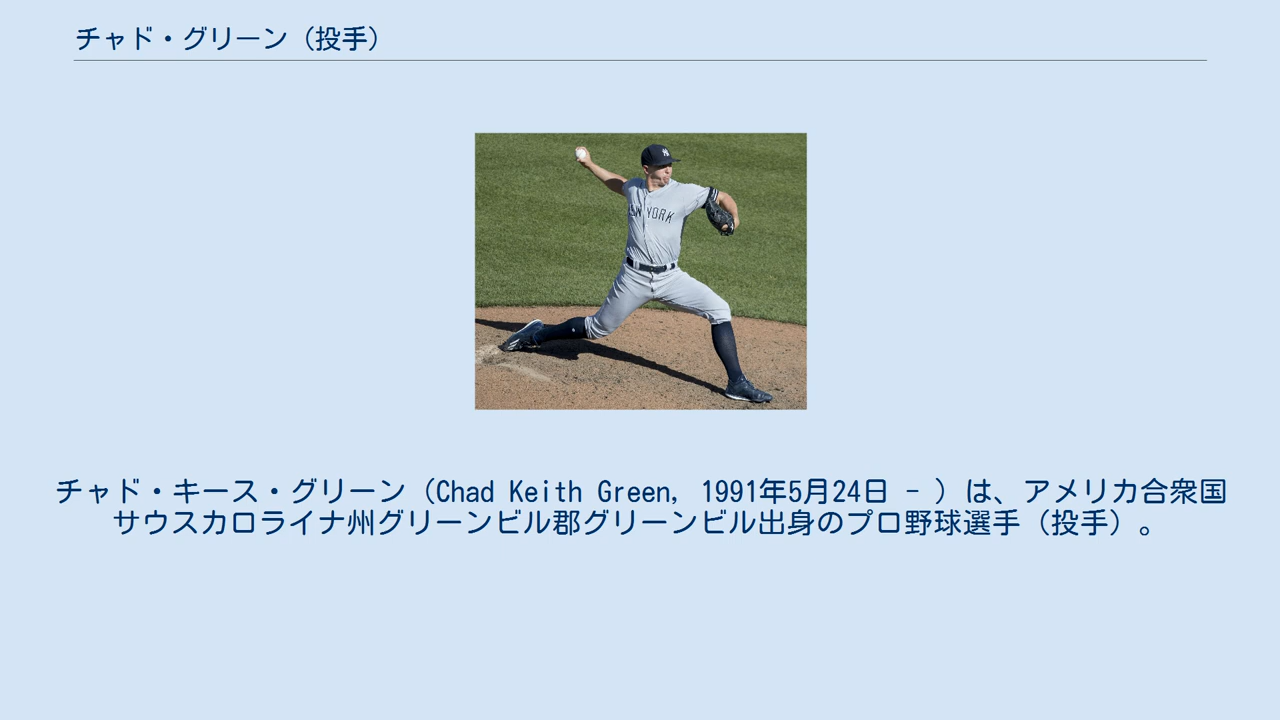 チャド・グリーン（投手）
NEW YORK
チャド・キース・グリーン（Chad Keith Green, 1991年5月24日 - ）は、アメリカ合衆国
サウスカロライナ州グリーンビル郡グリーンビル出身のプロ野球選手（投手）。